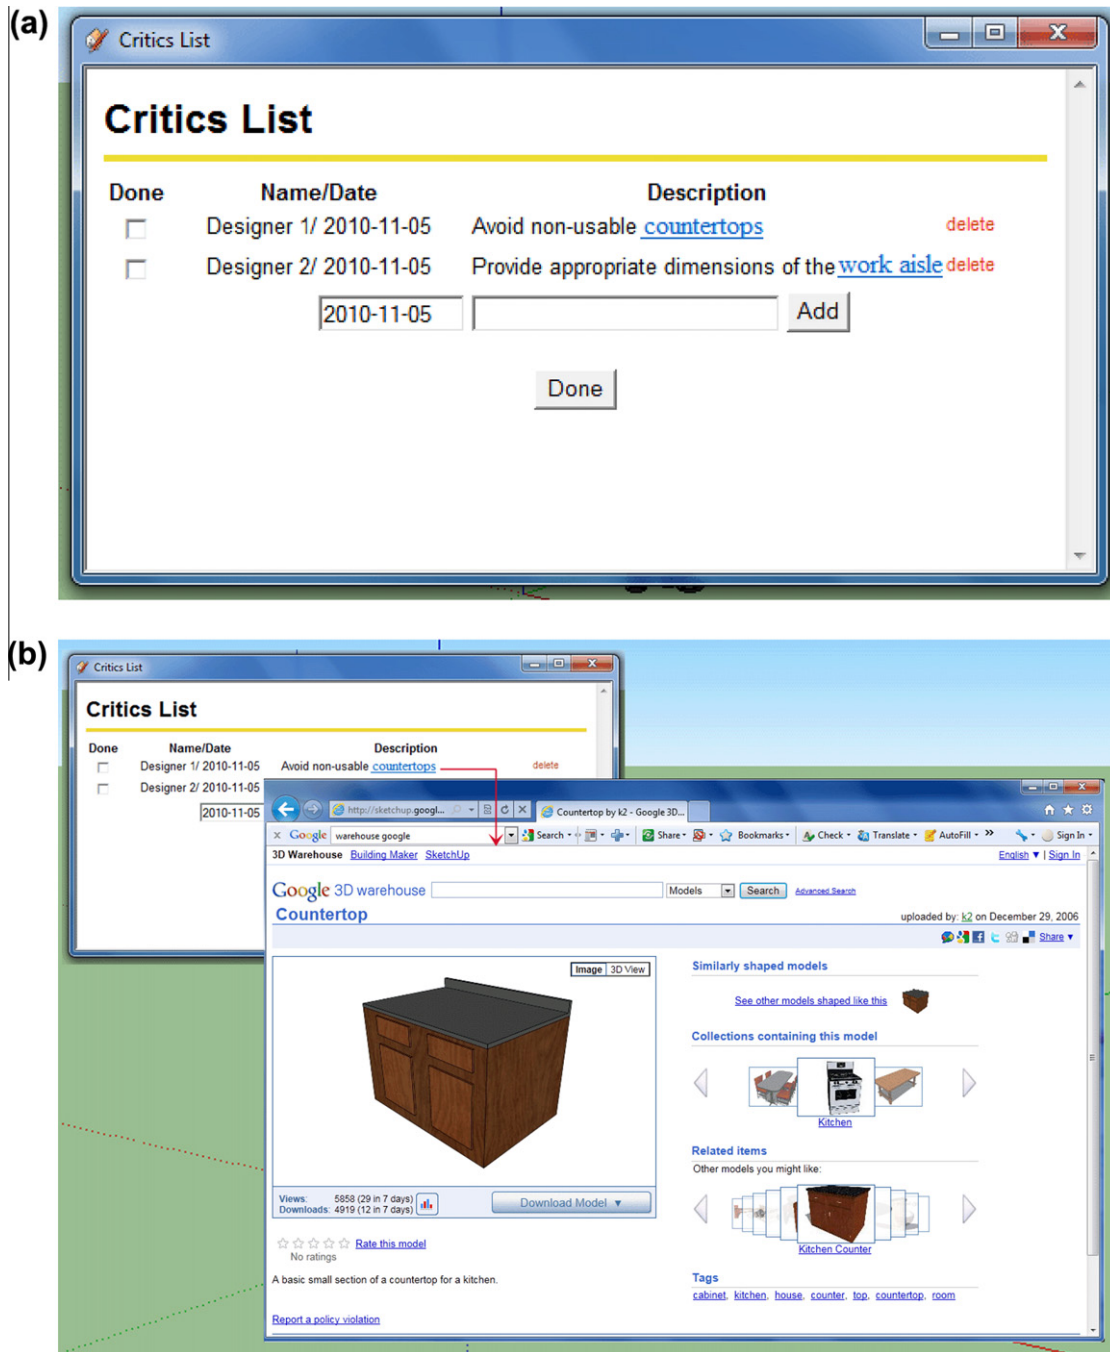 (a)
Critics List
Critics List
Done Name/Date Description
Designer 1/ 2010-11-05 Avoid non-usable countertops delete
Designer 2/ 2010-11-05 Provide appropriate dimensions of the work aisle delete
2010-11-05 Add
Done
(b)
Critics List
Critics List
Done Name/Date Description
Designer 1/ 2010-11-05 Avoid non-usable countertops delete
Designer 2/ 2010-11-05
2010-11-05
http://sketchup.googl... Countertop by k2 - Google 3D...
x Google warehouse google Search Share Bookmarks Check Translate AutoFill » Sign In
3D Warehouse Building Maker SketchUp English ▼ | Sign In
Google 3D warehouse Models Search Advanced Search
Countertop uploaded by: k2 on December 29, 2006
Share ▼
Image 3D View
Similarly shaped models
See other models shaped like this
Collections containing this model
Kitchen
Related items
Other models you might like:
Kitchen Counter
Views: 5858 (29 in 7 days)
Downloads: 4919 (12 in 7 days)
Download Model ▼
Rate this model
No ratings
A basic small section of a countertop for a kitchen.
Tags
cabinet, kitchen, house, counter, top, countertop, room
Report a policy violation